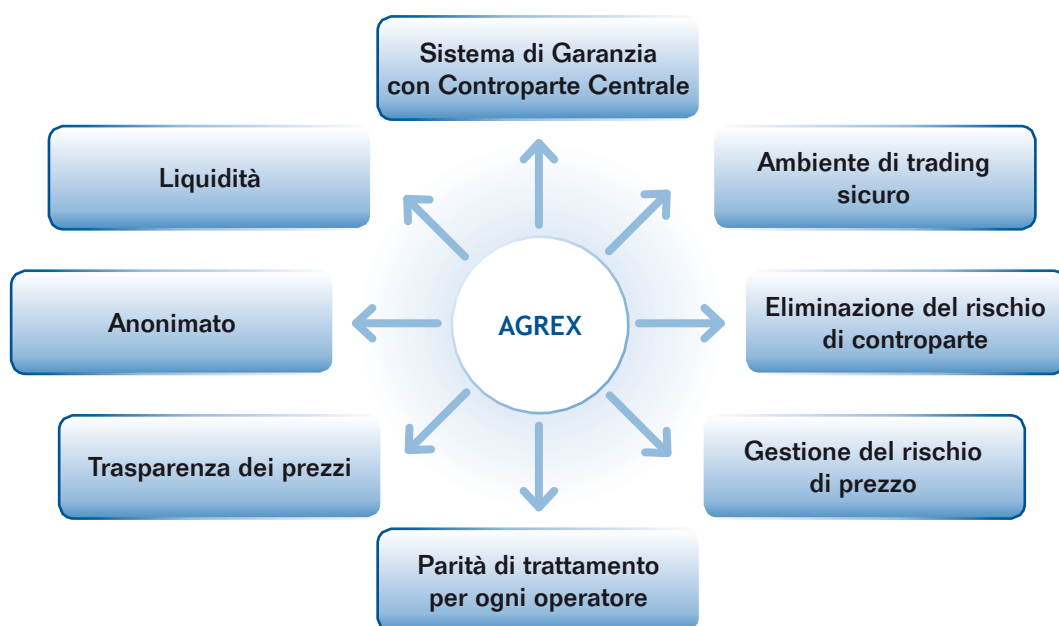 Sistema di Garanzia
con Controparte Centrale
Liquidità
Ambiente di trading
sicuro
Anonimato
AGREX
Eliminazione del rischio
di controparte
Trasparenza dei prezzi
Gestione del rischio
di prezzo
Parità di trattamento
per ogni operatore